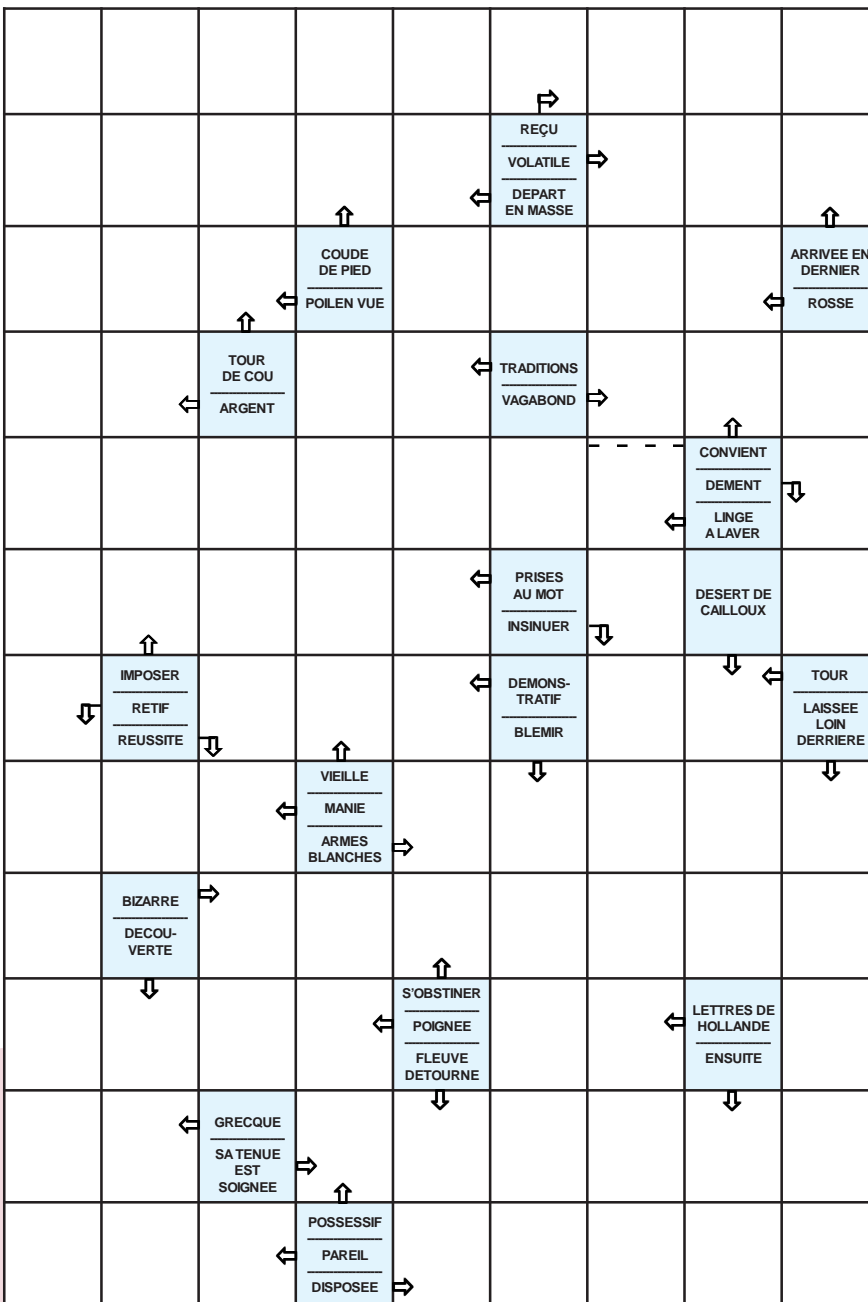 REÇU
VOLATILE
DEPART
EN MASSE
COUDE
DE PIED
POILEN VUE
ARRIVEE EN
DERNIER
ROSSE
TOUR
DE COU
ARGENT
TRADITIONS
VAGABOND
CONVIENT
DEMENT
LINGE
A LAVER
PRISES
AU MOT
INSINUER
DESERT DE
CAILLOUX
IMPOSER
RETIF
REUSSITE
DEMONS-
TRATIF
BLEMIR
TOUR
LAISSEE
LOIN
DERRIERE
VIEILLE
MANIE
ARMES
BLANCHES
BIZARRE
DECOU-
VERTE
S'OBSTINER
POIGNEE
FLEUVE
DETOURNE
LETTRES DE
HOLLANDE
ENSUITE
GRECQUE
SA TENUE
EST
SOIGNEE
POSSESSIF
PAREIL
DISPOSEE